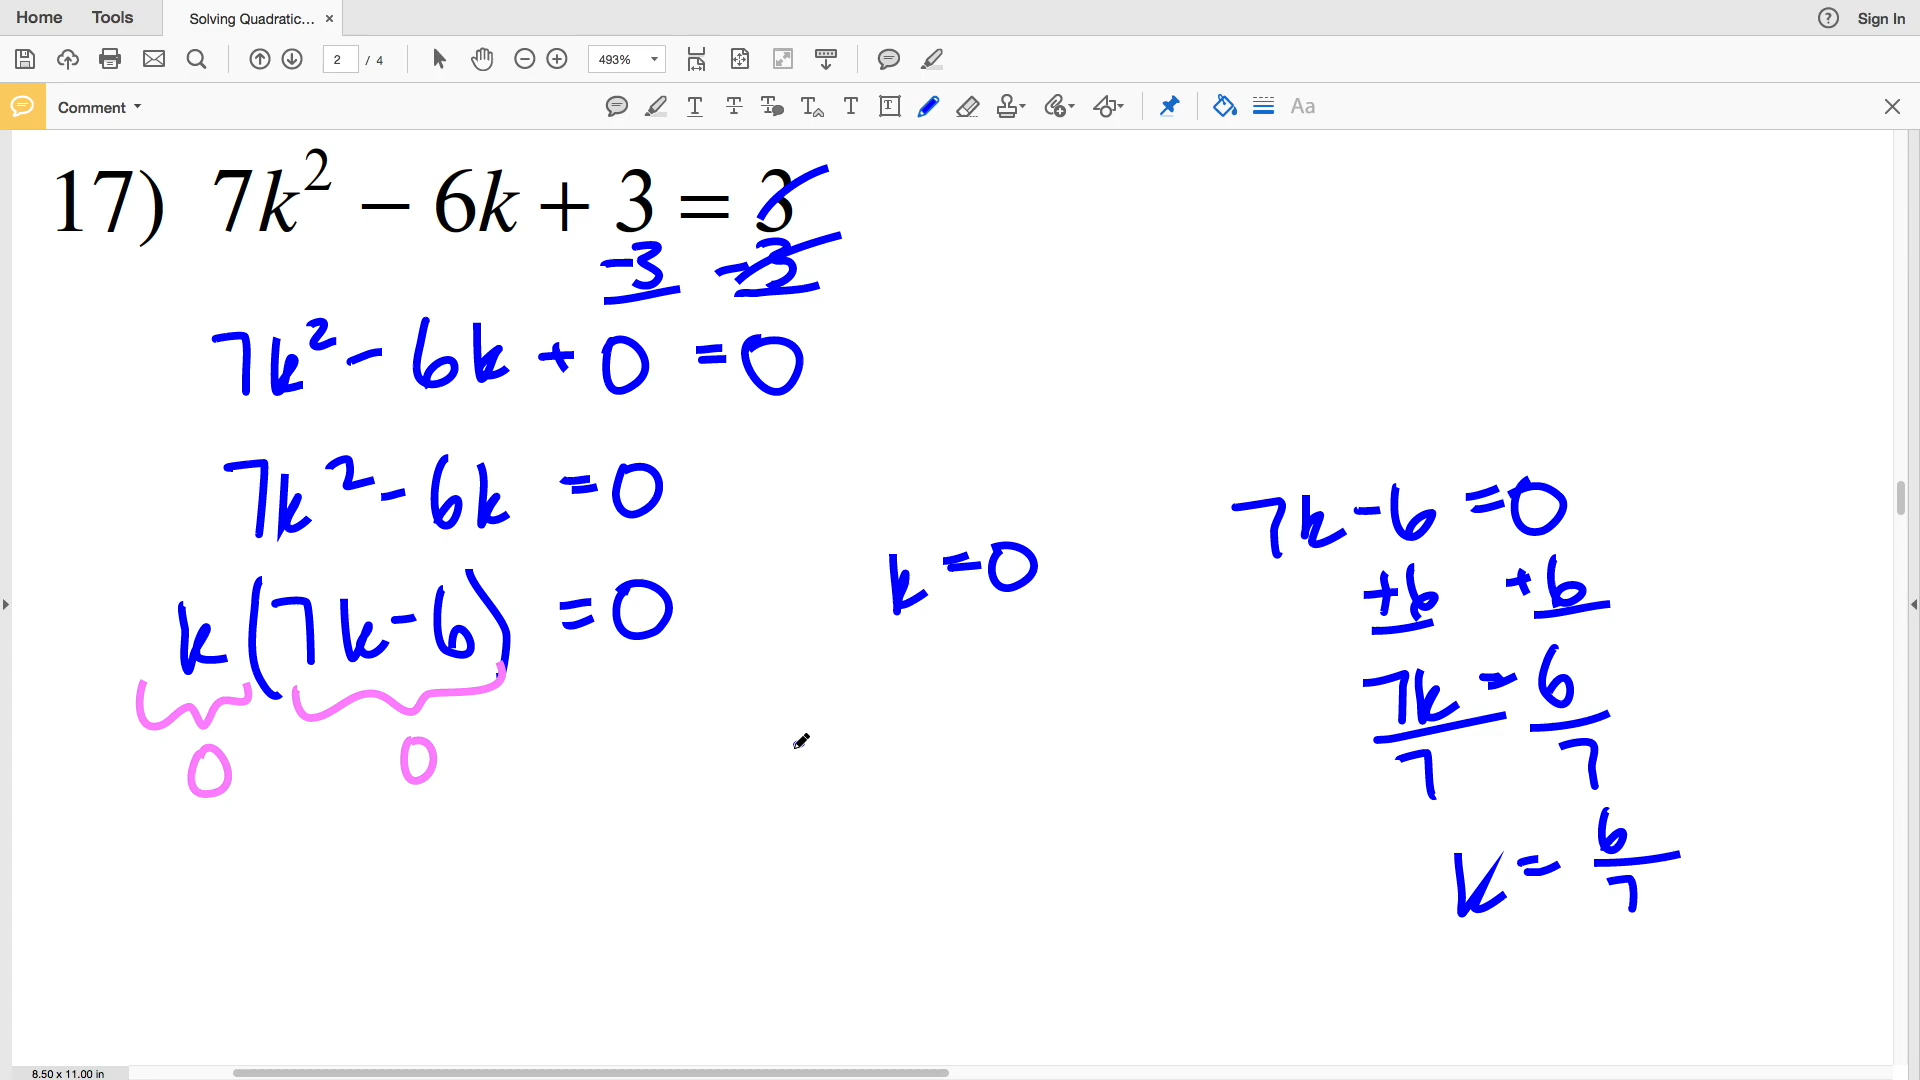 Home Tools Solving Quadratic... × Sign In
2 / 4 493%
Comment Aa
17) 7k² − 6k + 3 = 3
-3 -3
7k² - 6k + 0 = 0
7k² - 6k = 0
k(7k-6) = 0
0 0
k = 0
7k-6 = 0
+6 +6
7k = 6
7 7
k = 6/7
8.50 x 11.00 in